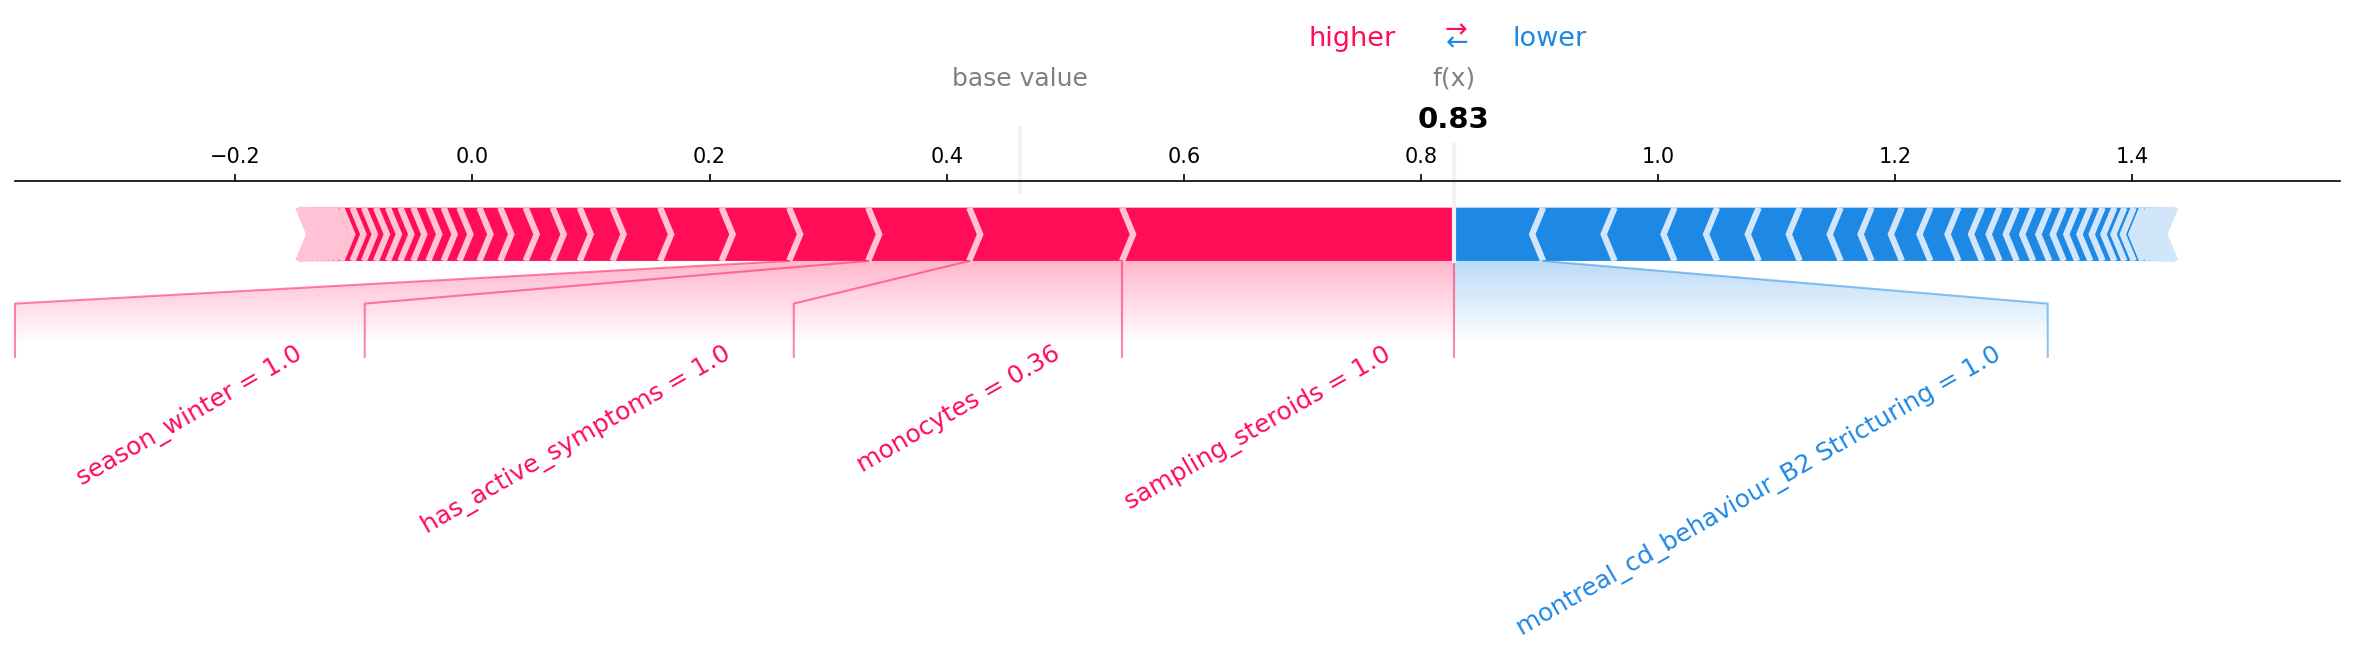 higher ⇄ lower
base value f(x)
0.83
−0.2 0.0 0.2 0.4 0.6 0.8 1.0 1.2 1.4
season_winter = 1.0
has_active_symptoms = 1.0
monocytes = 0.36
sampling_steroids = 1.0
montreal_cd_behaviour_B2 Stricturing = 1.0